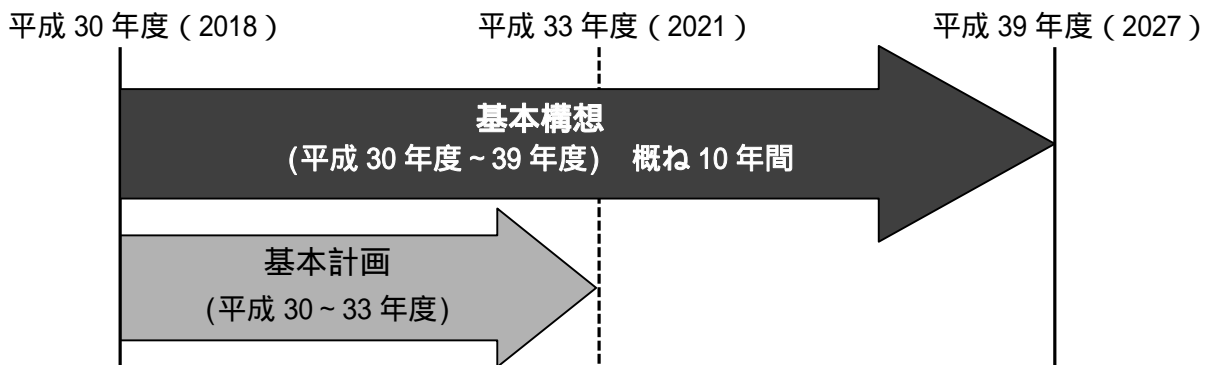 平成 30 年度（2018） 平成 33 年度（2021） 平成 39 年度（2027）
基本構想
(平成 30 年度～39 年度)　概ね 10 年間
基本計画
(平成 30～33 年度)